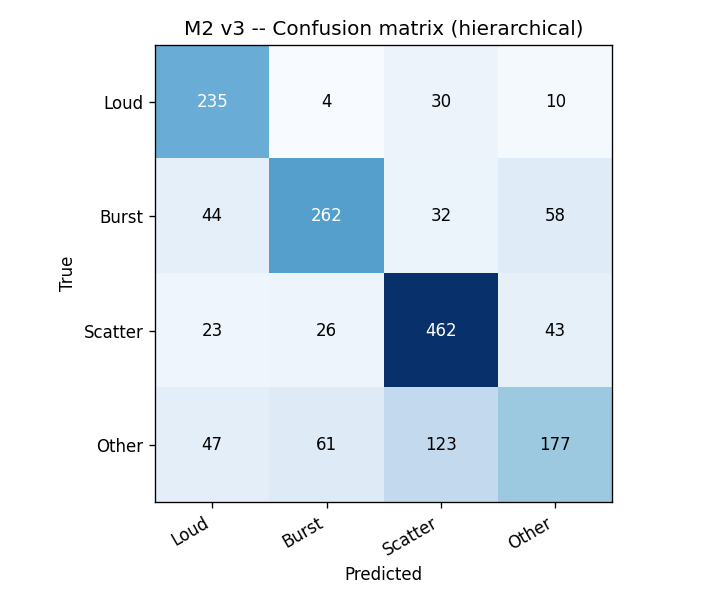 M2 v3 -- Confusion matrix (hierarchical)
Loud 235 4 30 10
Burst 44 262 32 58
Scatter 23 26 462 43
Other 47 61 123 177
True
Loud Burst Scatter Other
Predicted